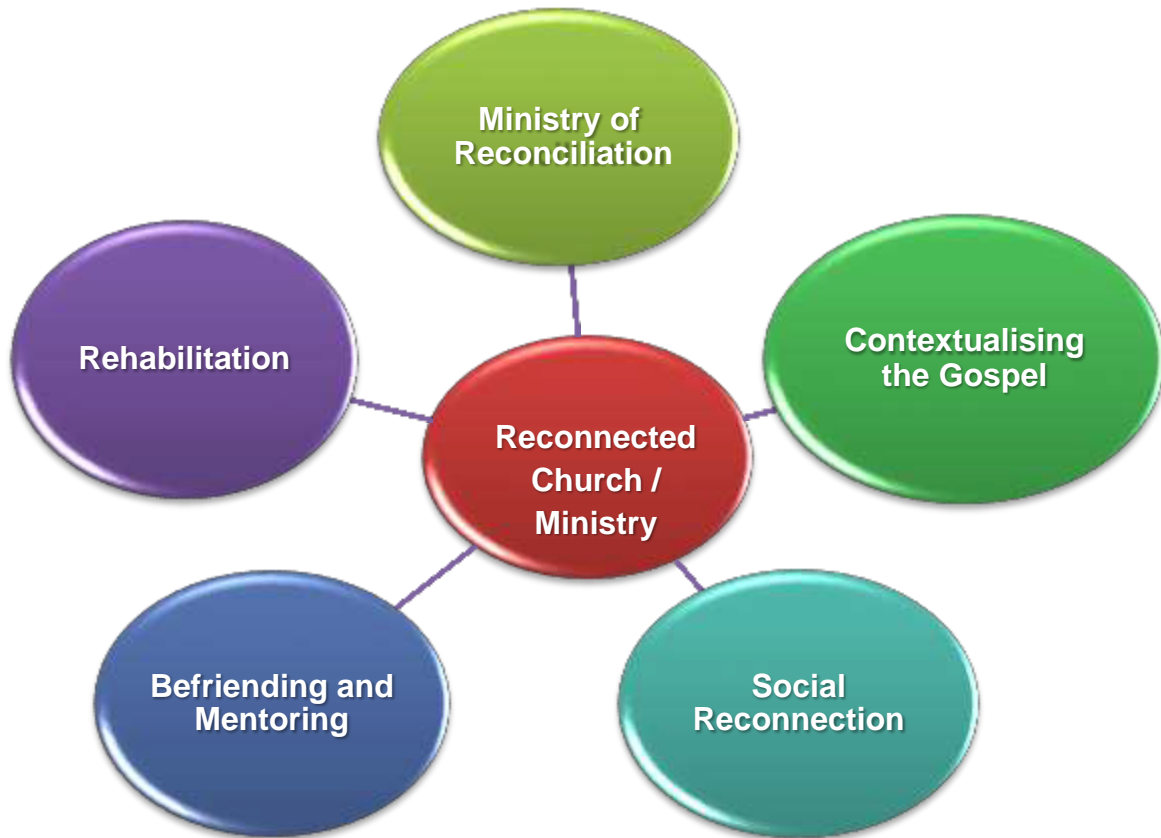 Ministry of
Reconciliation
Contextualising
the Gospel
Rehabilitation
Reconnected
Church /
Ministry
Befriending and
Mentoring
Social
Reconnection